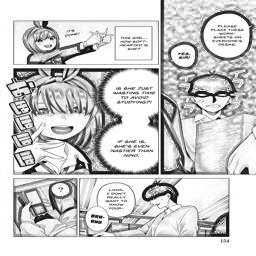 PLEASE
PLACE THESE
WORK-
SHEETS ON
EVERYONE'S
DESKS.
YES,
SIR!
IT'S
DONE!
THIS GIRL...
HOW SOFT-
HEARTED IS
SHE?
IS SHE JUST
WASTING TIME
TO AVOID
STUDYING?!
IF SHE IS,
SHE'S EVEN
NASTIER THAN
NINO.
LOOK,
I DON'T
REALLY
WANT TO
KNOW
YOUR-
?
154